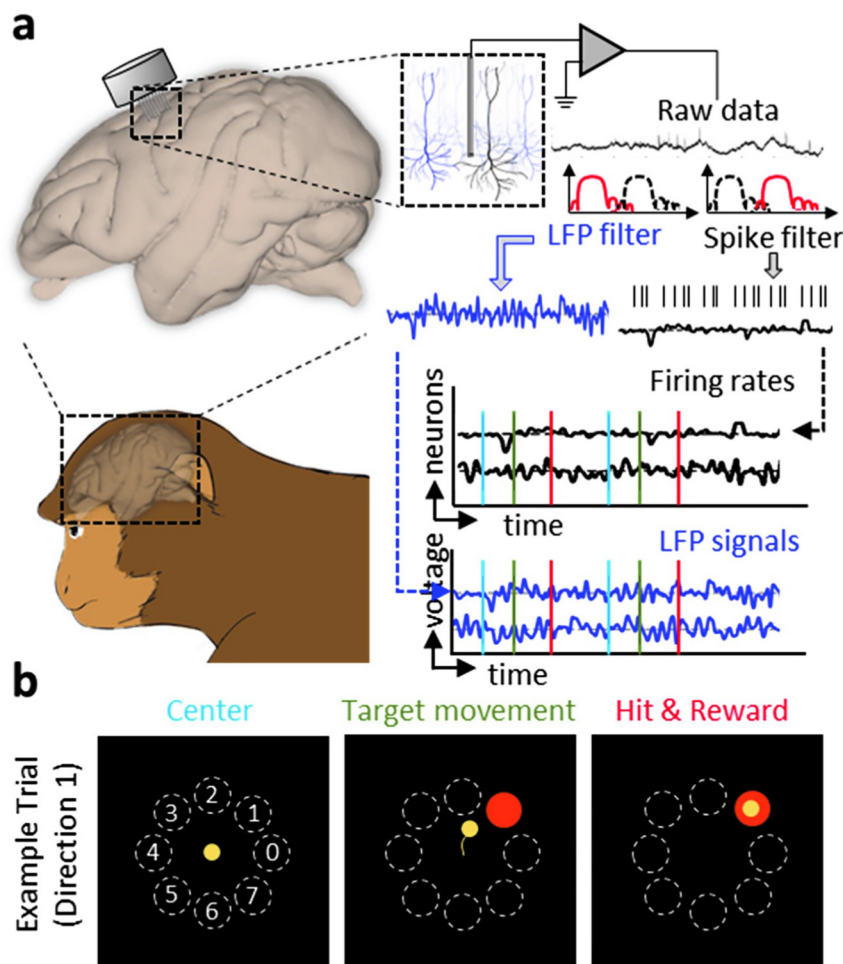 a
Raw data
LFP filter
Spike filter
Firing rates
neurons
time
LFP signals
voltage
time
b
Center
Target movement
Hit & Reward
Example Trial
(Direction 1)
2
3
1
4
0
5
7
6